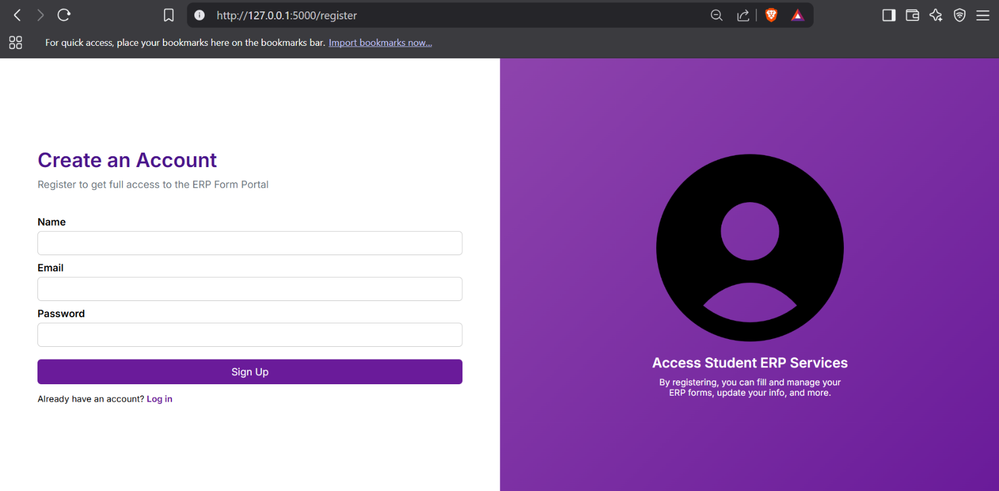 http://127.0.0.1:5000/register
For quick access, place your bookmarks here on the bookmarks bar. Import bookmarks now...
Create an Account
Register to get full access to the ERP Form Portal
Name
Email
Password
Sign Up
Already have an account? Log in
Access Student ERP Services
By registering, you can fill and manage your
ERP forms, update your info, and more.